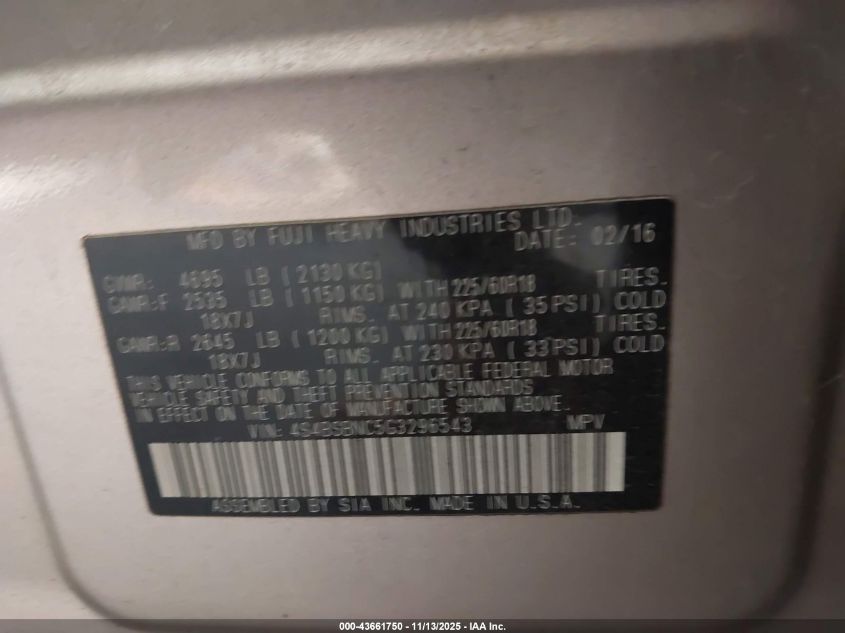 MFD BY FUJI HEAVY INDUSTRIES LTD.
DATE: 02/16
GVWR: 4695 LB ( 2130 KG)
GAWR:F 2535 LB ( 1150 KG) WITH 225/60R18 TIRES.
18X7J RIMS. AT 240 KPA ( 35 PSI) COLD
GAWR:R 2645 LB ( 1200 KG) WITH 225/60R18 TIRES.
18X7J RIMS. AT 230 KPA ( 33 PSI) COLD
THIS VEHICLE CONFORMS TO ALL APPLICABLE FEDERAL MOTOR
VEHICLE SAFETY AND THEFT PREVENTION STANDARDS
IN EFFECT ON THE DATE OF MANUFACTURE SHOWN ABOVE.
VIN: 4S4BSBNC5G3296543 MPV
ASSEMBLED BY SIA INC. MADE IN U.S.A.
000-43661750 - 11/13/2025 - IAA Inc.